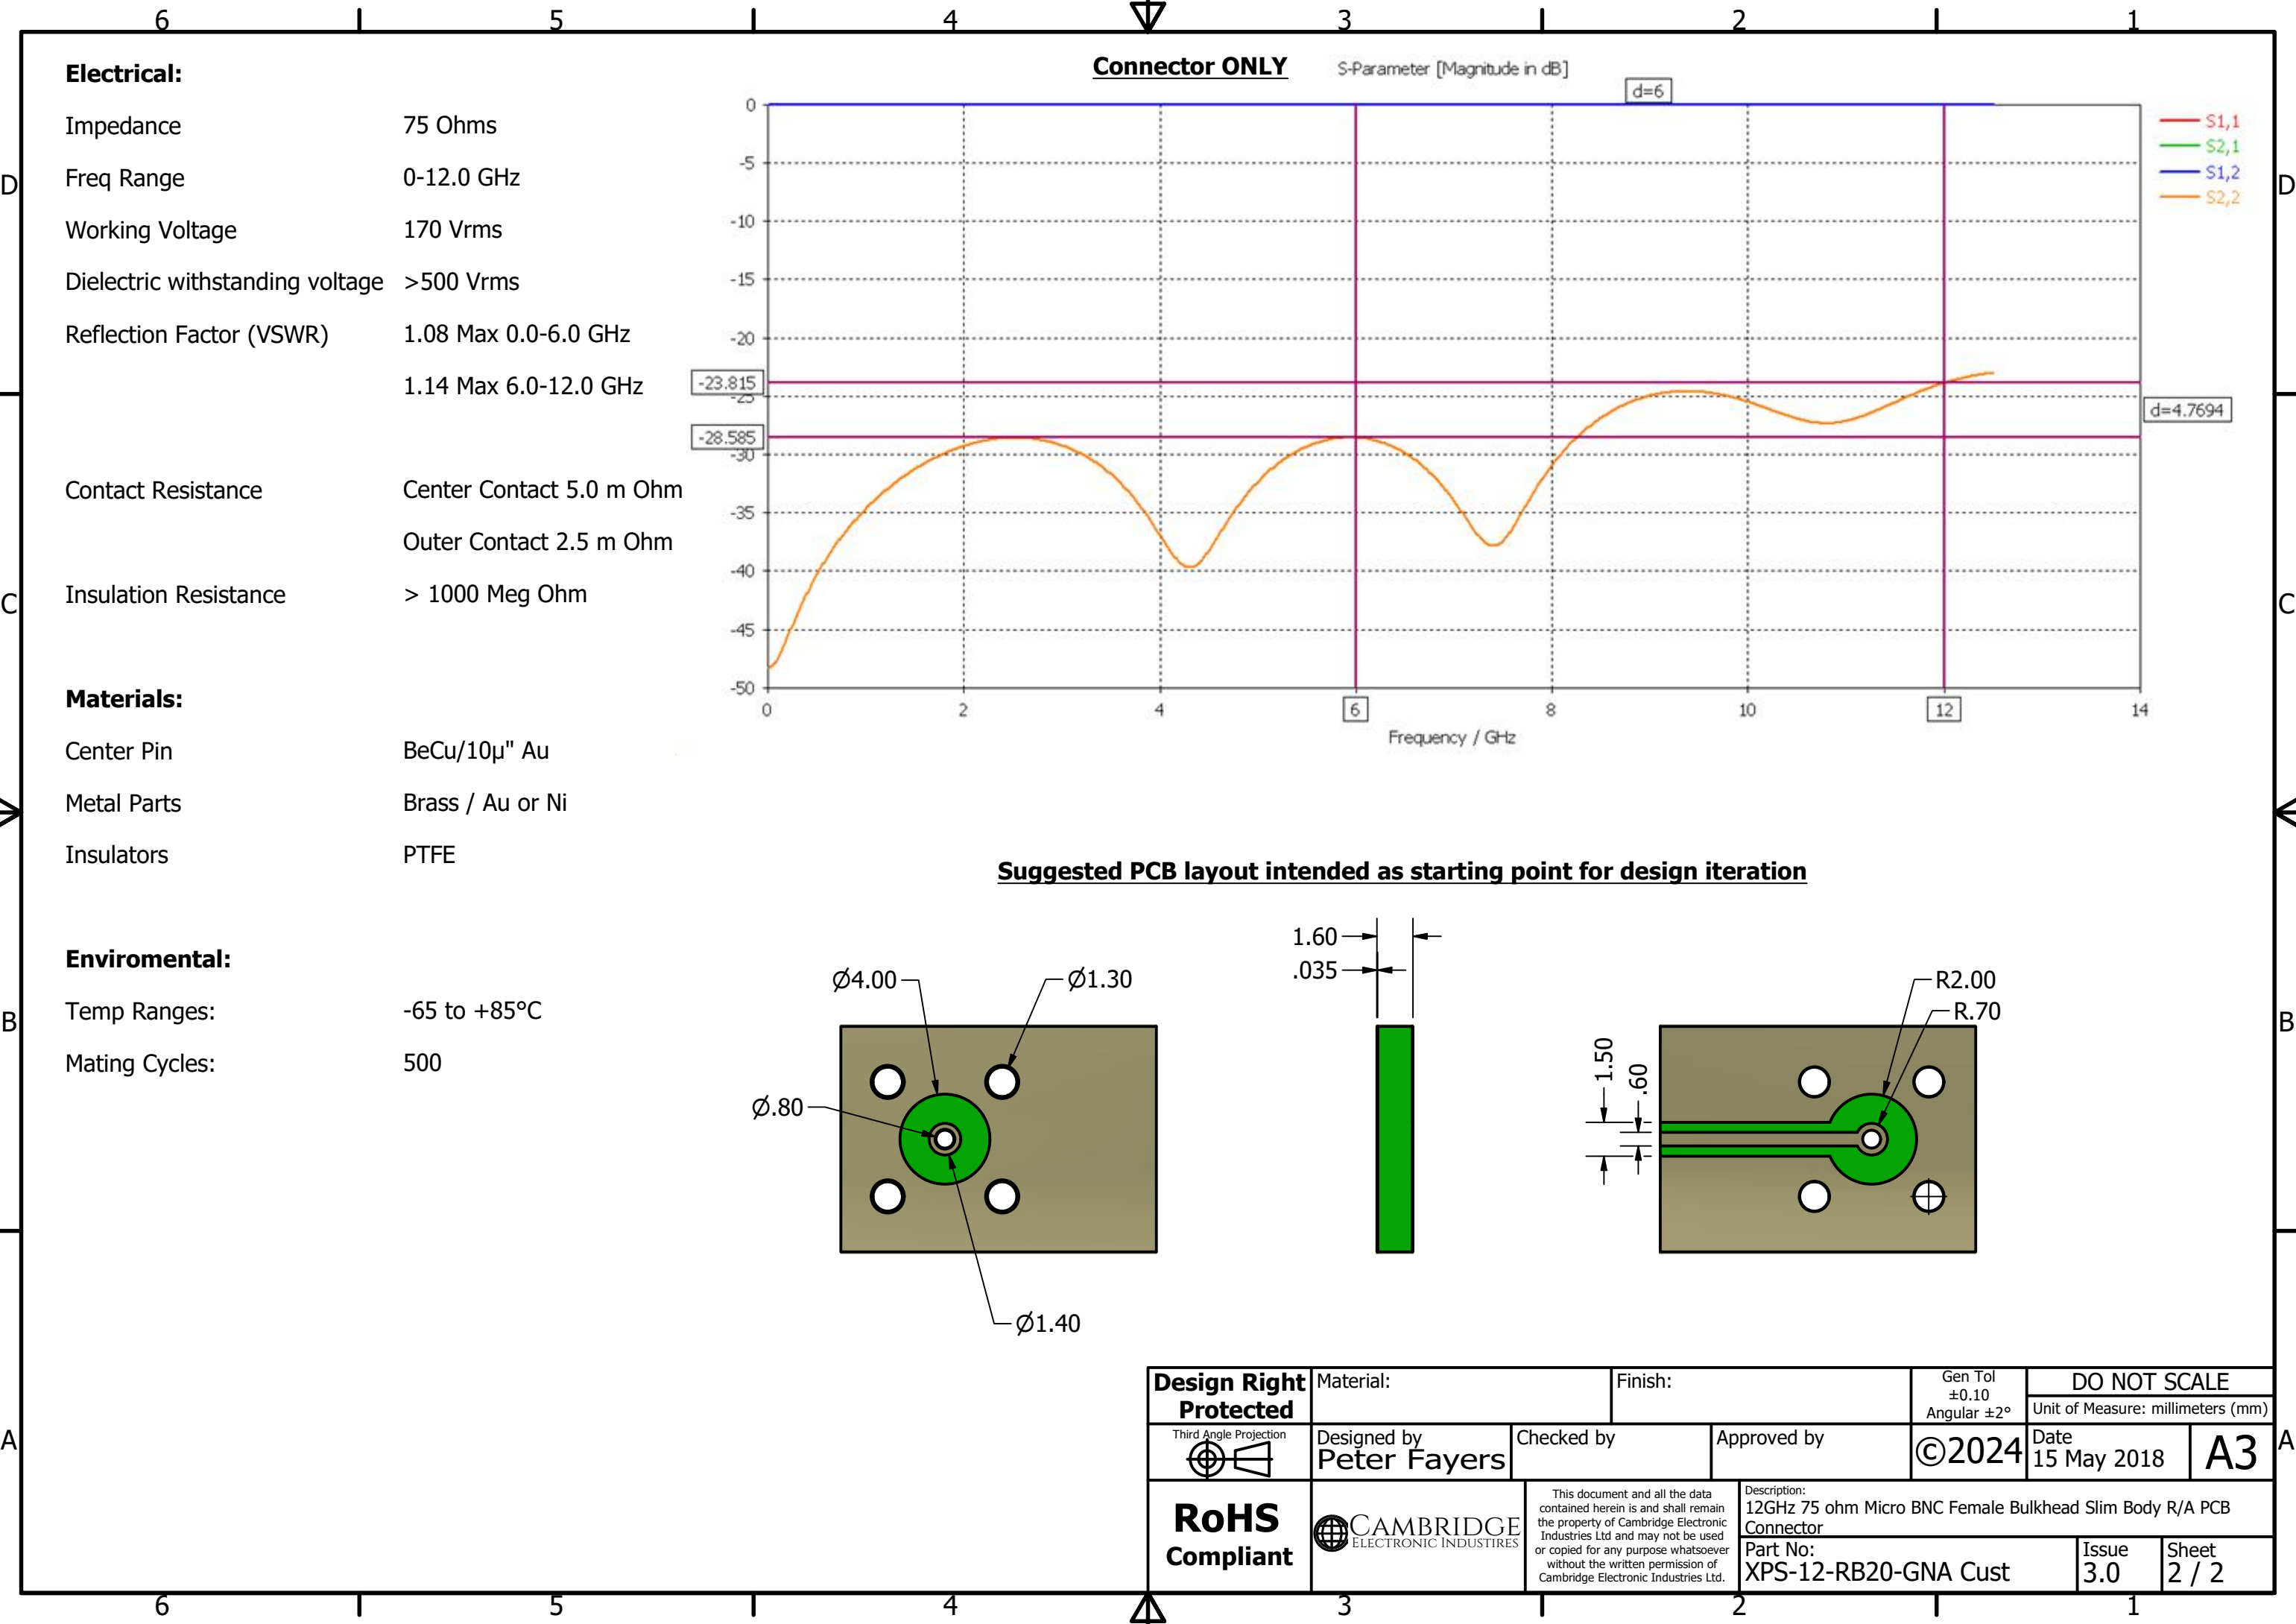 6 5 4 3 2 1
Electrical:
Impedance 75 Ohms
Freq Range 0-12.0 GHz
Working Voltage 170 Vrms
Dielectric withstanding voltage >500 Vrms
Reflection Factor (VSWR) 1.08 Max 0.0-6.0 GHz
1.14 Max 6.0-12.0 GHz
Contact Resistance Center Contact 5.0 m Ohm
Outer Contact 2.5 m Ohm
Insulation Resistance > 1000 Meg Ohm
Materials:
Center Pin BeCu/10µ" Au
Metal Parts Brass / Au or Ni
Insulators PTFE
Enviromental:
Temp Ranges: -65 to +85°C
Mating Cycles: 500
Connector ONLY
S-Parameter [Magnitude in dB]
d=6
0
-5
-10
-15
-20
-23.815
-25
-28.585
-30
-35
-40
-45
-50
0 2 4 6 8 10 12 14
Frequency / GHz
d=4.7694
S1,1
S2,1
S1,2
S2,2
Suggested PCB layout intended as starting point for design iteration
Ø4.00
Ø1.30
Ø.80
Ø1.40
1.60
.035
R2.00
R.70
1.50
.60
D
C
B
A
D
C
B
A
Design Right
Protected
Material:
Finish:
Gen Tol
±0.10
Angular ±2°
DO NOT SCALE
Unit of Measure: millimeters (mm)
Third Angle Projection
Designed by
Peter Fayers
Checked by
Approved by
©2024
Date
15 May 2018
A3
RoHS
Compliant
CAMBRIDGE
ELECTRONIC INDUSTIRES
This document and all the data
contained herein is and shall remain
the property of Cambridge Electronic
Industries Ltd and may not be used
or copied for any purpose whatsoever
without the written permission of
Cambridge Electronic Industries Ltd.
Description:
12GHz 75 ohm Micro BNC Female Bulkhead Slim Body R/A PCB
Connector
Part No:
XPS-12-RB20-GNA Cust
Issue
3.0
Sheet
2 / 2
6 5 4 3 2 1